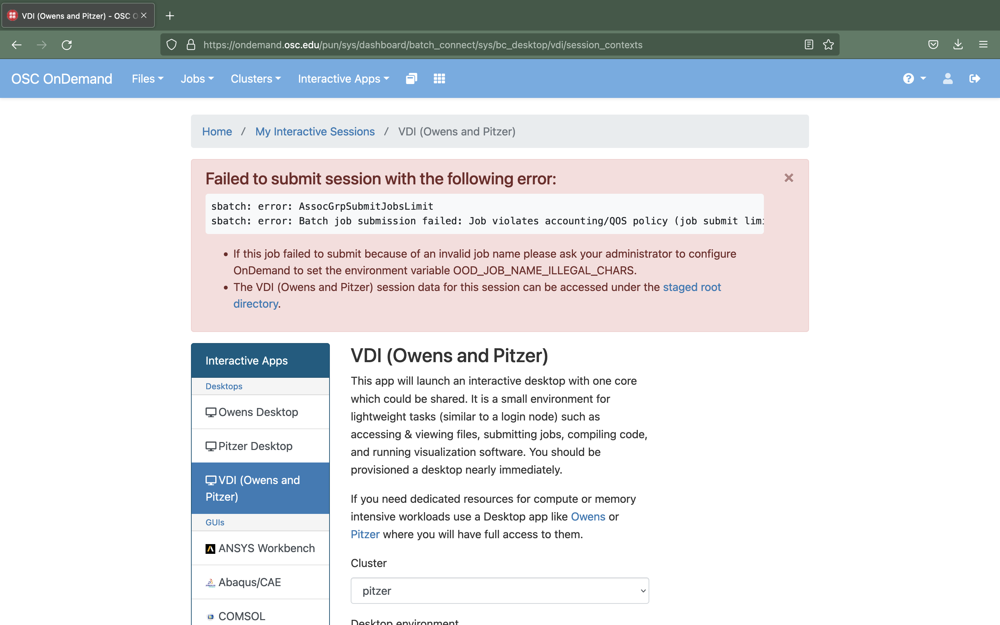 VDI (Owens and Pitzer) - OSC O
https://ondemand.osc.edu/pun/sys/dashboard/batch_connect/sys/bc_desktop/vdi/session_contexts
OSC OnDemand Files Jobs Clusters Interactive Apps
Home / My Interactive Sessions / VDI (Owens and Pitzer)
Failed to submit session with the following error:
sbatch: error: AssocGrpSubmitJobsLimit
sbatch: error: Batch job submission failed: Job violates accounting/QOS policy (job submit limi
If this job failed to submit because of an invalid job name please ask your administrator to configure
OnDemand to set the environment variable OOD_JOB_NAME_ILLEGAL_CHARS.
The VDI (Owens and Pitzer) session data for this session can be accessed under the staged root
directory.
Interactive Apps
Desktops
Owens Desktop
Pitzer Desktop
VDI (Owens and
Pitzer)
GUIs
ANSYS Workbench
Abaqus/CAE
COMSOL
VDI (Owens and Pitzer)
This app will launch an interactive desktop with one core
which could be shared. It is a small environment for
lightweight tasks (similar to a login node) such as
accessing & viewing files, submitting jobs, compiling code,
and running visualization software. You should be
provisioned a desktop nearly immediately.
If you need dedicated resources for compute or memory
intensive workloads use a Desktop app like Owens or
Pitzer where you will have full access to them.
Cluster
pitzer
Desktop environment